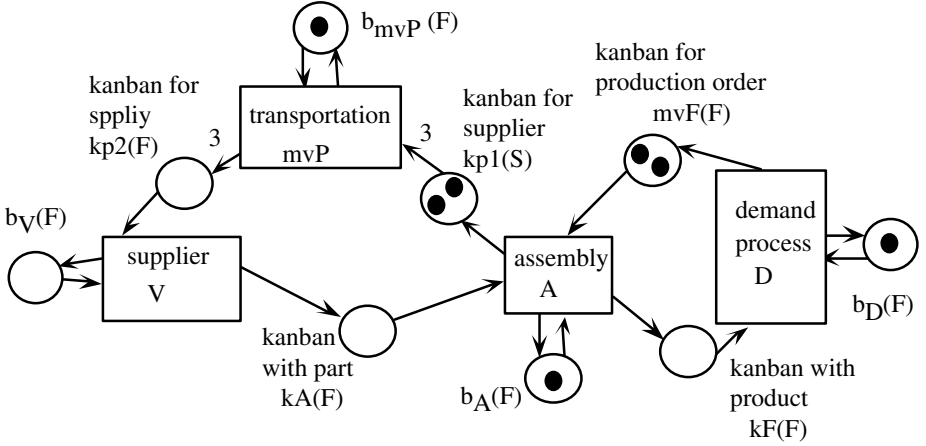 b_mvP (F)
kanban for
production order
mvF(F)
kanban for
sppliy
kp2(F)
3
transportation
mvP
3
kanban for
supplier
kp1(S)
b_V(F)
supplier
V
assembly
A
demand
process
D
b_D(F)
kanban
with part
kA(F)
b_A(F)
kanban with
product
kF(F)